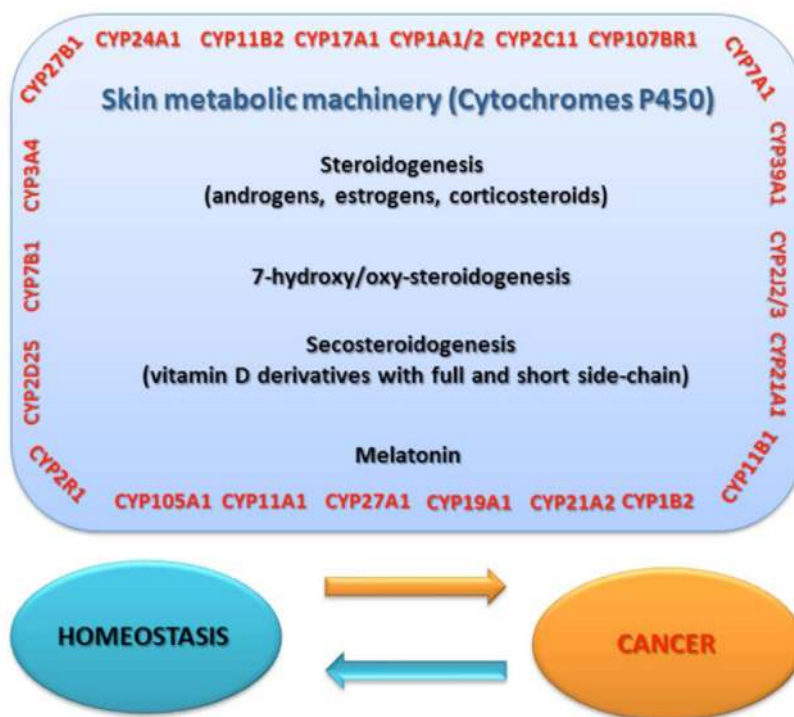 CYP27B1
CYP24A1 CYP11B2 CYP17A1 CYP1A1/2 CYP2C11 CYP107BR1
CYP7A1
Skin metabolic machinery (Cytochromes P450)
CYP3A4
CYP39A1
Steroidogenesis
(androgens, estrogens, corticosteroids)
CYP7B1
CYP2J2/3
7-hydroxy/oxy-steroidogenesis
CYP2D25
CYP21A1
Secosteroidogenesis
(vitamin D derivatives with full and short side-chain)
CYP2R1
CYP11B1
Melatonin
CYP105A1 CYP11A1 CYP27A1 CYP19A1 CYP21A2 CYP1B2
HOMEOSTASIS
CANCER